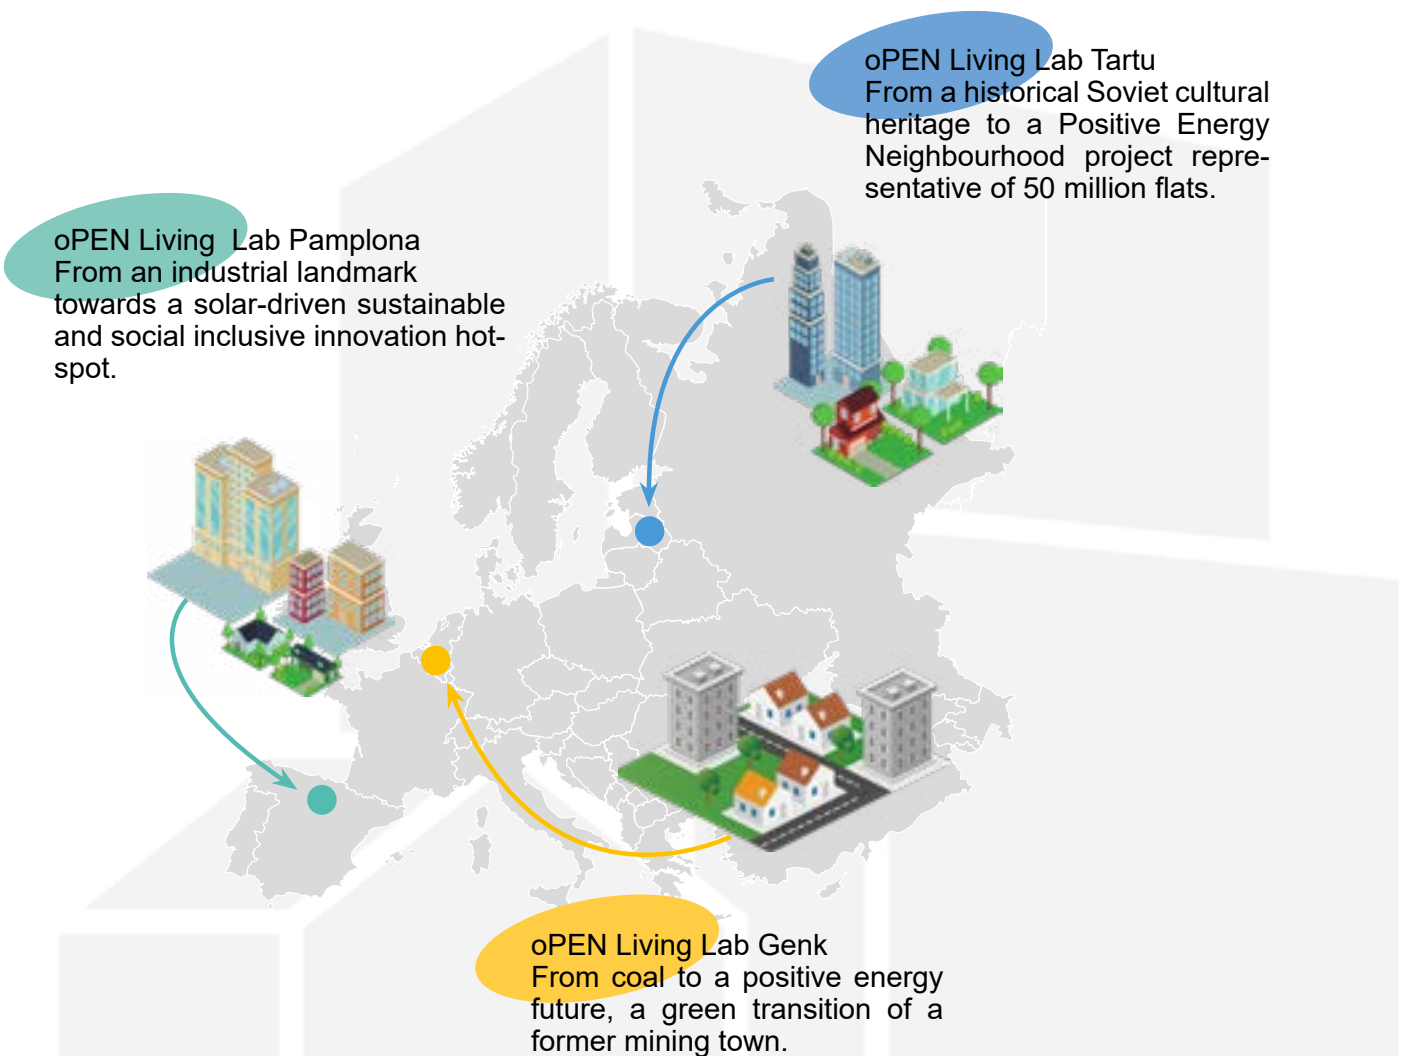 oPEN Living Lab Tartu
From a historical Soviet cultural
heritage to a Positive Energy
Neighbourhood project repre-
sentative of 50 million flats.
oPEN Living Lab Pamplona
From an industrial landmark
towards a solar-driven sustainable
and social inclusive innovation hot-
spot.
oPEN Living Lab Genk
From coal to a positive energy
future, a green transition of a
former mining town.